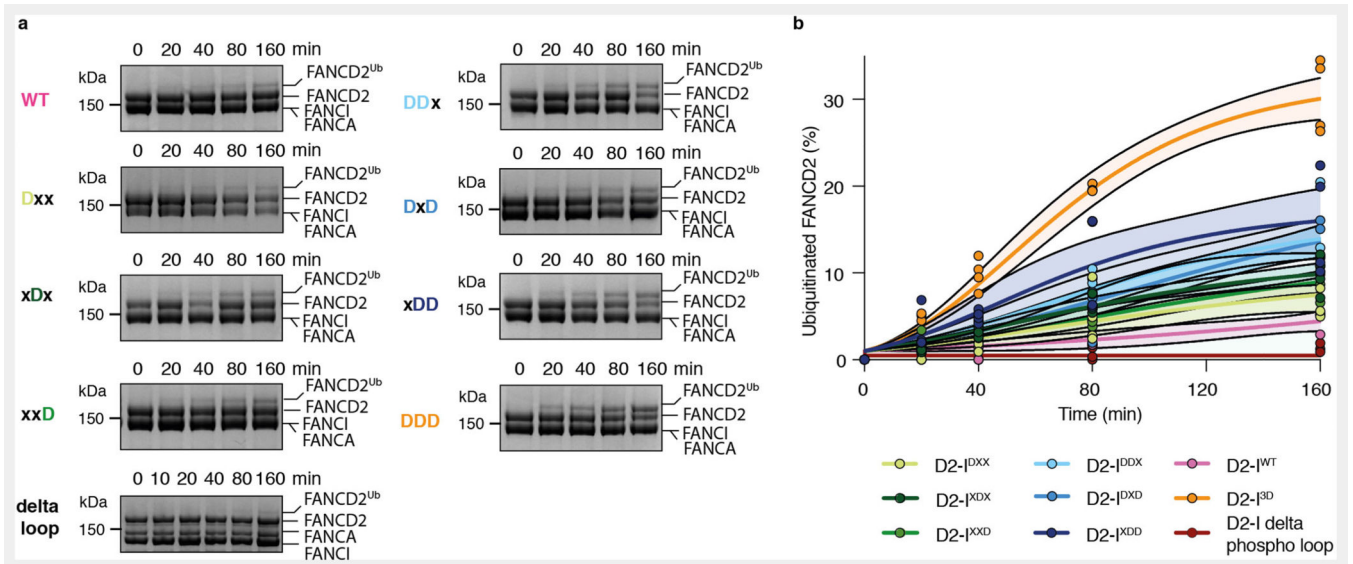 a
0 20 40 80 160 min
kDa
150
WT
FANCD2Ub
FANCD2
FANCI
FANCA
0 20 40 80 160 min
kDa
150
DDx
FANCD2Ub
FANCD2
FANCI
FANCA
0 20 40 80 160 min
kDa
150
Dxx
FANCD2Ub
FANCD2
FANCI
FANCA
0 20 40 80 160 min
kDa
150
DxD
FANCD2Ub
FANCD2
FANCI
FANCA
0 20 40 80 160 min
kDa
150
xDx
FANCD2Ub
FANCD2
FANCI
FANCA
0 20 40 80 160 min
kDa
150
xDD
FANCD2Ub
FANCD2
FANCI
FANCA
0 20 40 80 160 min
kDa
150
xxD
FANCD2Ub
FANCD2
FANCI
FANCA
0 20 40 80 160 min
kDa
150
DDD
FANCD2Ub
FANCD2
FANCI
FANCA
0 10 20 40 80 160 min
kDa
150
delta
loop
FANCD2Ub
FANCD2
FANCA
FANCI
b
Ubiquitinated FANCD2 (%)
30
20
10
0
0 40 80 120 160
Time (min)
D2-IDXX
D2-IXDX
D2-IXXD
D2-IDDX
D2-IDXD
D2-IXDD
D2-IWT
D2-I3D
D2-I delta
phospho loop